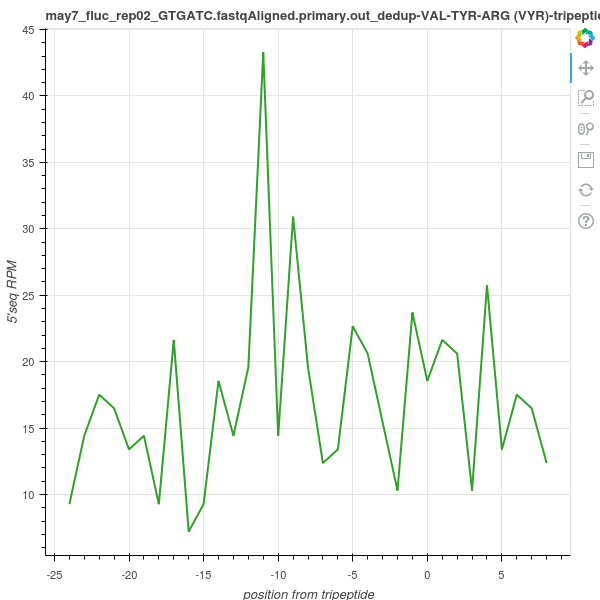 may7_fluc_rep02_GTGATC.fastqAligned.primary.out_dedup-VAL-TYR-ARG (VYR)-tripeptide
45
40
35
30
25
20
15
10
5'seq RPM
-25 -20 -15 -10 -5 0 5
position from tripeptide